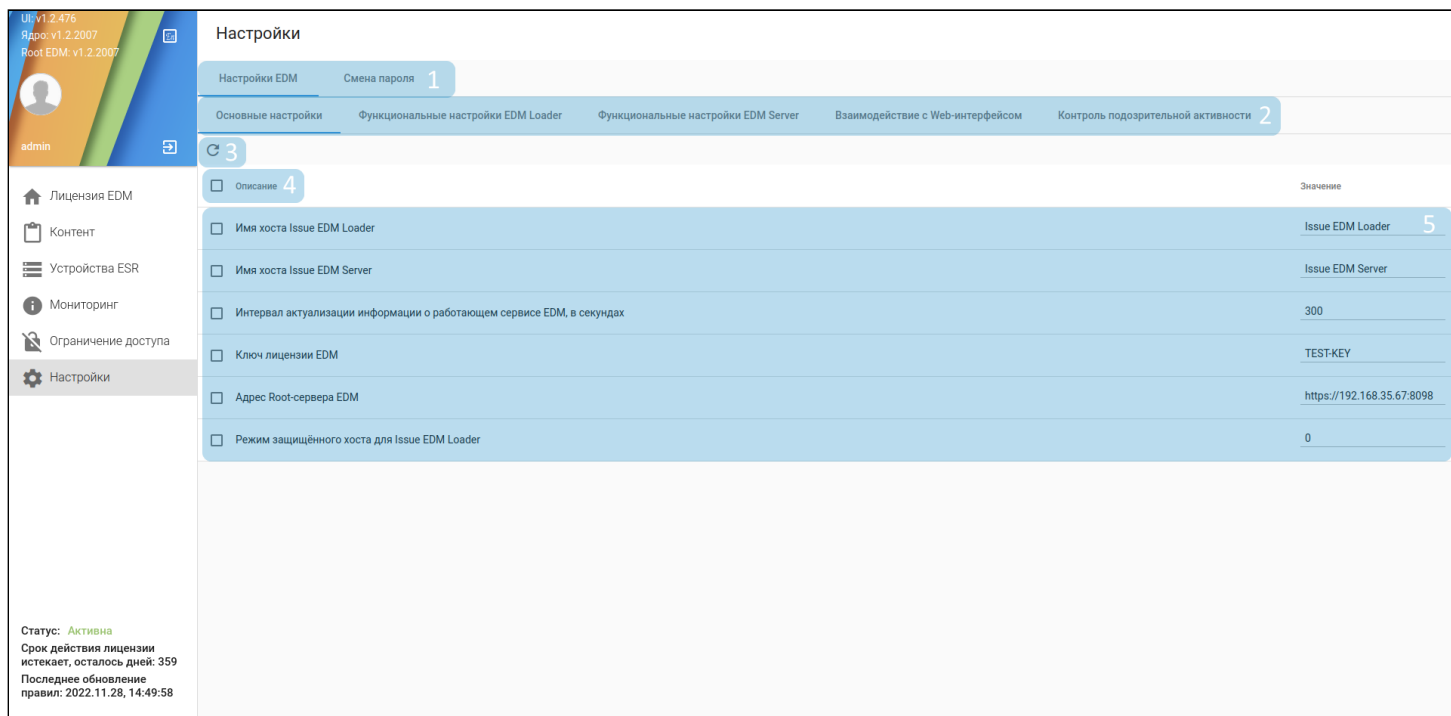 UI: v1.2.476
Ядро: v1.2.2007
Root EDM: v1.2.2007
En
admin
Лицензия EDM
Контент
Устройства ESR
Мониторинг
Ограничение доступа
Настройки
Статус: Активна
Срок действия лицензии
истекает, осталось дней: 359
Последнее обновление
правил: 2022.11.28, 14:49:58
Настройки
Настройки EDM Смена пароля 1
Основные настройки Функциональные настройки EDM Loader Функциональные настройки EDM Server Взаимодействие с Web-интерфейсом Контроль подозрительной активности 2
3
Описание 4 Значение
Имя хоста Issue EDM Loader Issue EDM Loader 5
Имя хоста Issue EDM Server Issue EDM Server
Интервал актуализации информации о работающем сервисе EDM, в секундах 300
Ключ лицензии EDM TEST-KEY
Адрес Root-сервера EDM https://192.168.35.67:8098
Режим защищённого хоста для Issue EDM Loader 0